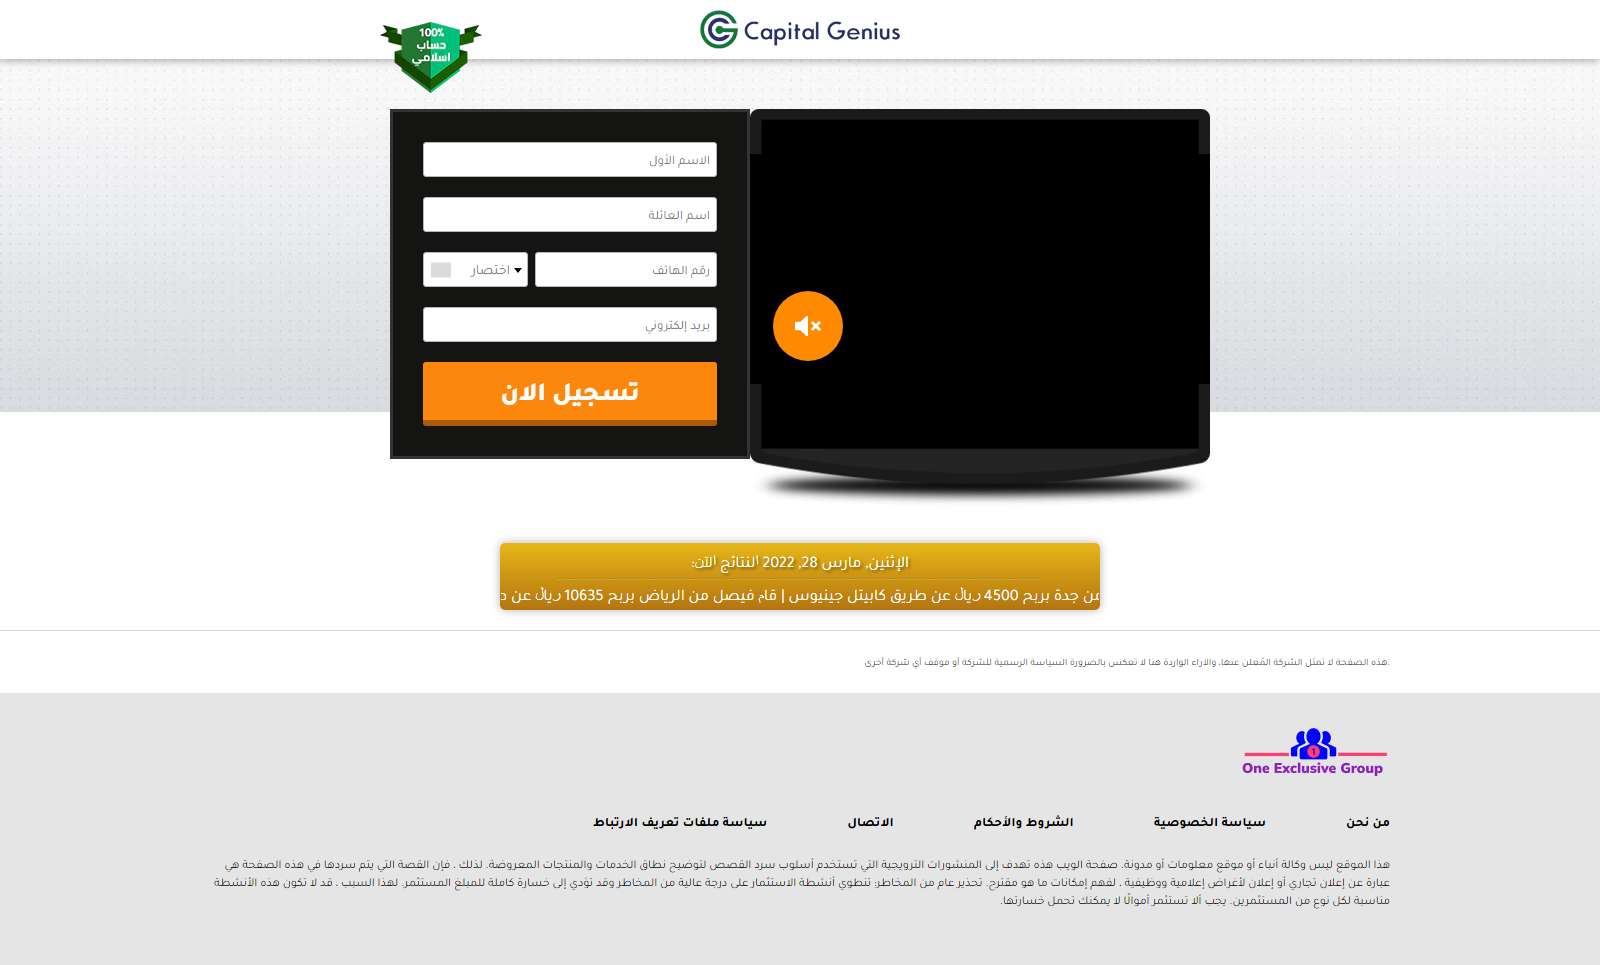 Capital Genius
100%
حساب
اسلامي
الاسم الأول
اسم العائلة
رقم الهاتف
اختصار
بريد إلكتروني
تسجيل الان
الإثنين, مارس 28, 2022 النتائج الآن:
من جدة بربح 4500 ديالً عن طريق كابيتل جينيوس | قام فيصل من الرياض بربح 10635 ديالً عن
هذه الصفحة لا تمثل الشركة المُعلن عنها، والآراء الواردة هنا لا تعكس بالضرورة السياسة الرسمية للشركة أو موقف أي شركة أخرى.
1
One Exclusive Group
من نحن
سياسة الخصوصية
الشروط والأحكام
الاتصال
سياسة ملفات تعريف الارتباط
هذا الموقع ليس وكالة أنباء أو موقع معلومات أو مدونة. صفحة الويب هذه تهدف إلى المنشورات الترويجية التي تستخدم أسلوب سرد القصص لتوضيح نطاق الخدمات والمنتجات المعروضة. لذلك ، فإن القصة التي يتم سردها في هذه الصفحة هي
عبارة عن إعلان تجاري أو إعلان لأغراض إعلامية ووظيفية ، لفهم إمكانات ما هو مقترح. تحذير عام من المخاطر: تنطوي أنشطة الاستثمار على درجة عالية من المخاطر وقد تؤدي إلى خسارة كاملة للمبلغ المستثمر. لهذا السبب ، قد لا تكون هذه الأنشطة
مناسبة لكل نوع من المستثمرين. يجب ألا تستثمر أموالًا لا يمكنك تحمل خسارتها.